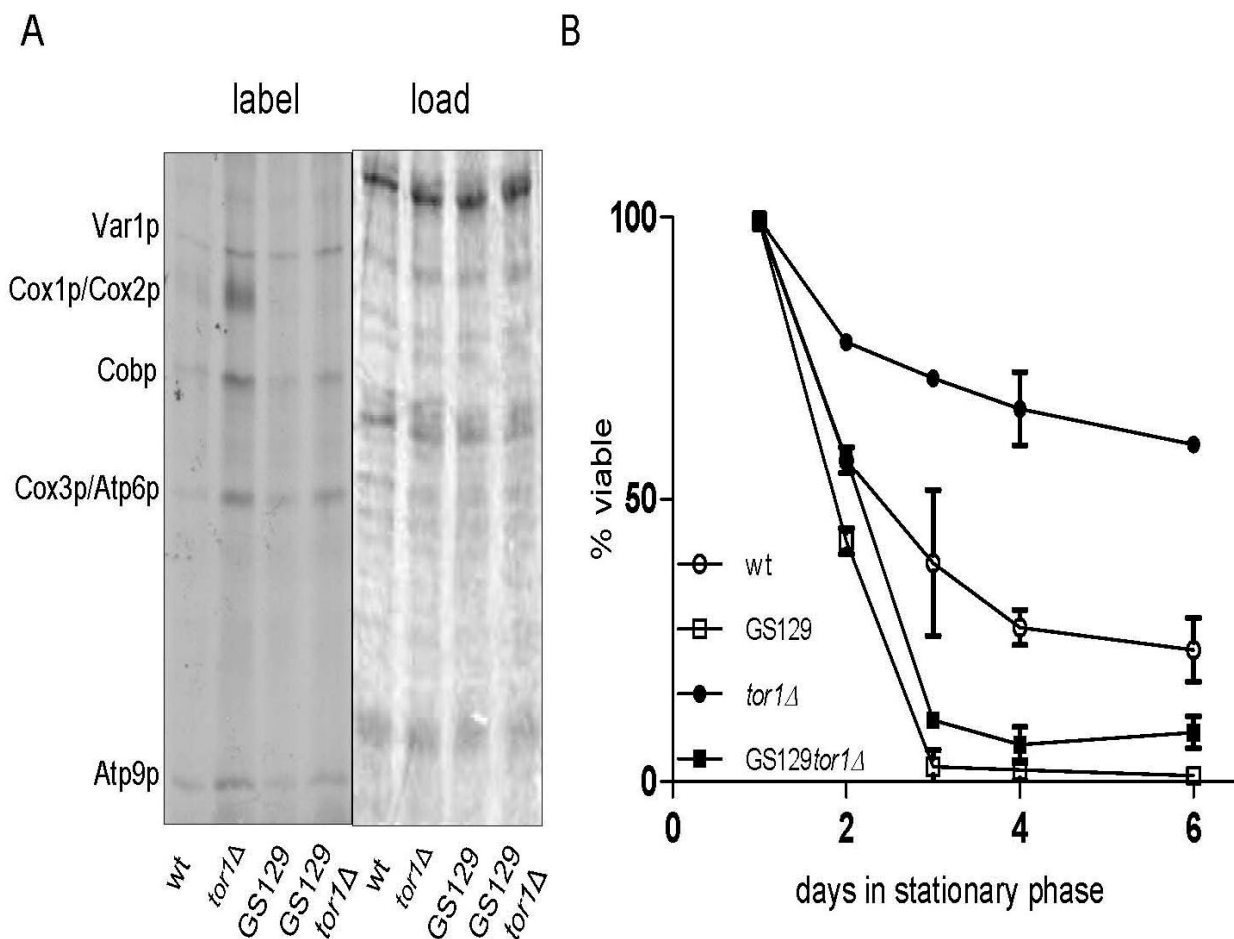 A
label load
Var1p
Cox1p/Cox2p
Cobp
Cox3p/Atp6p
Atp9p
wt tor1Δ GS129 GS129 tor1Δ wt tor1Δ GS129 GS129 tor1Δ
B
100
50
0
% viable
wt
GS129
tor1Δ
GS129tor1Δ
0 2 4 6
days in stationary phase